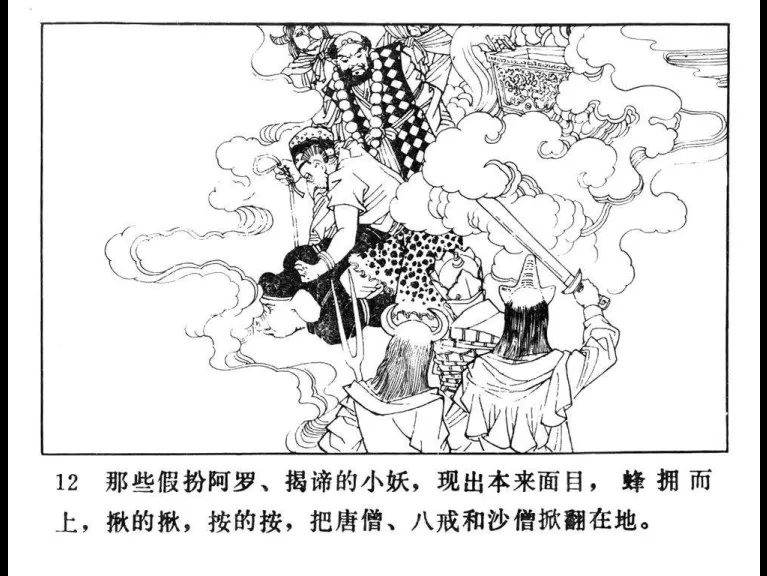 12 那些假扮阿罗、揭谛的小妖，现出本来面目，蜂拥而
上，揪的揪，按的按，把唐僧、八戒和沙僧掀翻在地。